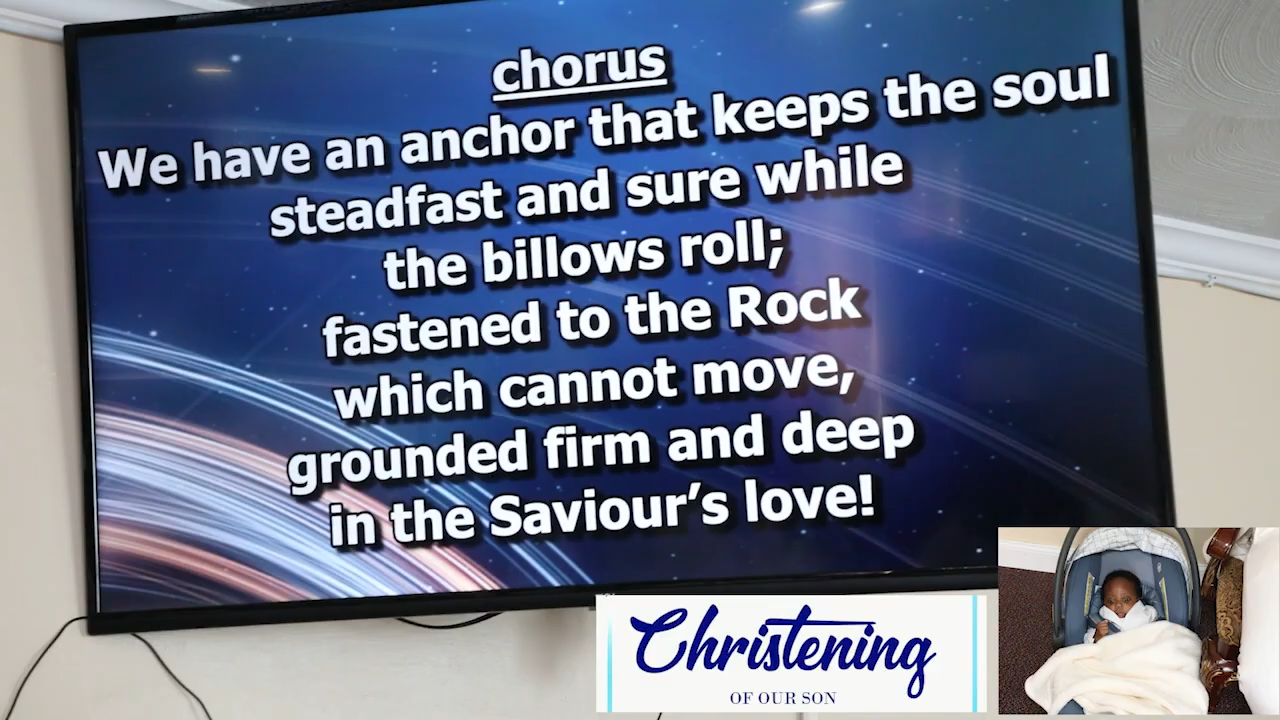 chorus
We have an anchor that keeps the soul
steadfast and sure while
the billows roll;
fastened to the Rock
which cannot move,
grounded firm and deep
in the Saviour’s love!
Christening
OF OUR SON